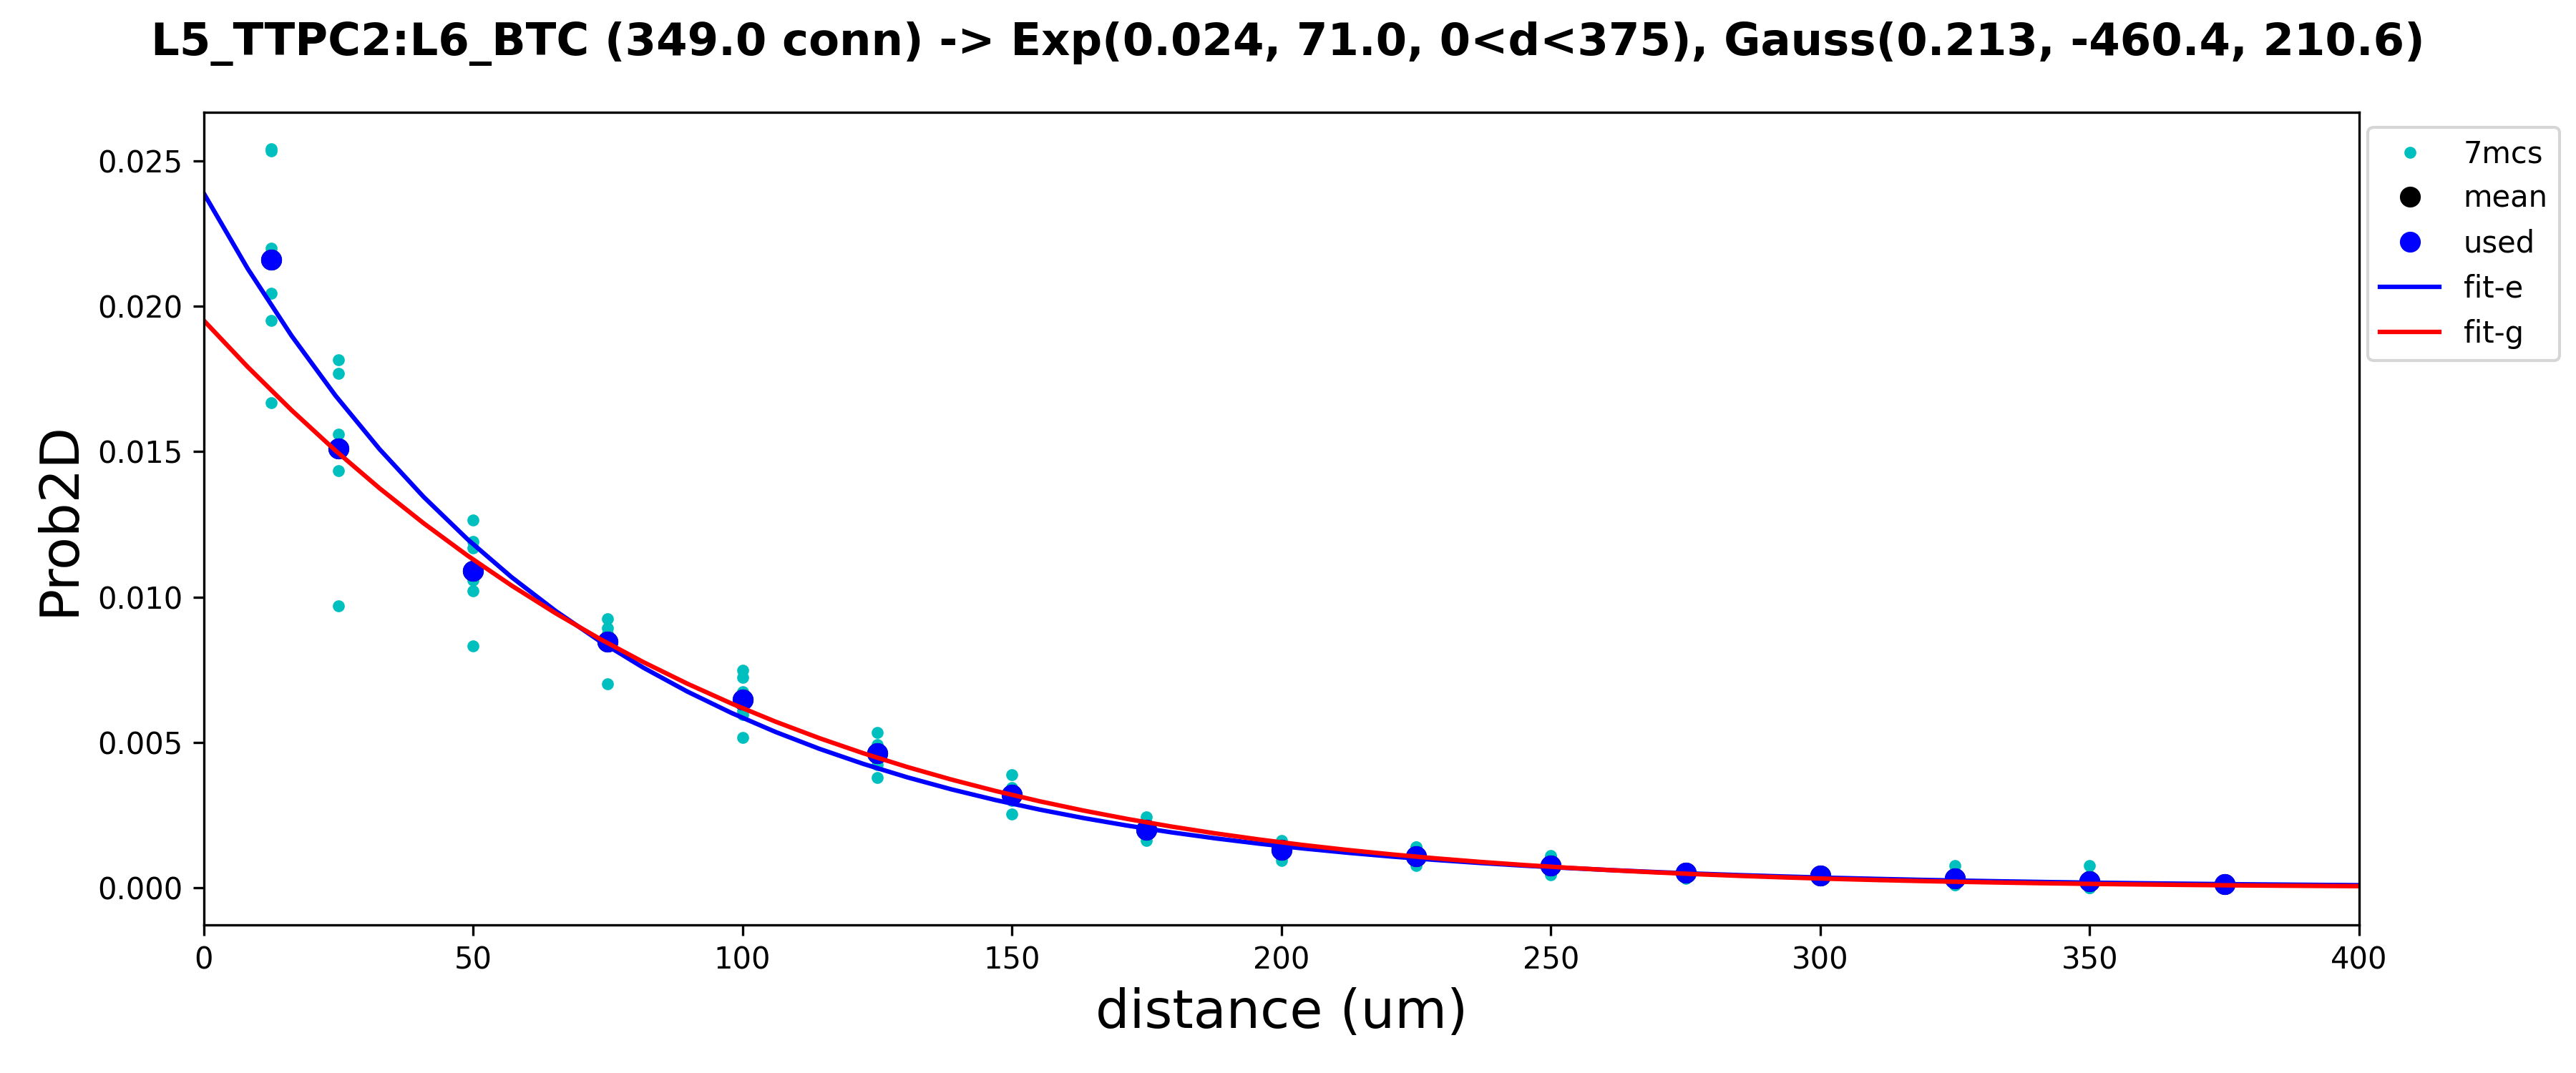 L5_TTPC2:L6_BTC (349.0 conn) -> Exp(0.024, 71.0, 0<d<375), Gauss(0.213, -460.4, 210.6)
0.025
0.020
0.015
0.010
0.005
0.000
Prob2D
0 50 100 150 200 250 300 350 400
distance (um)
7mcs
mean
used
fit-e
fit-g